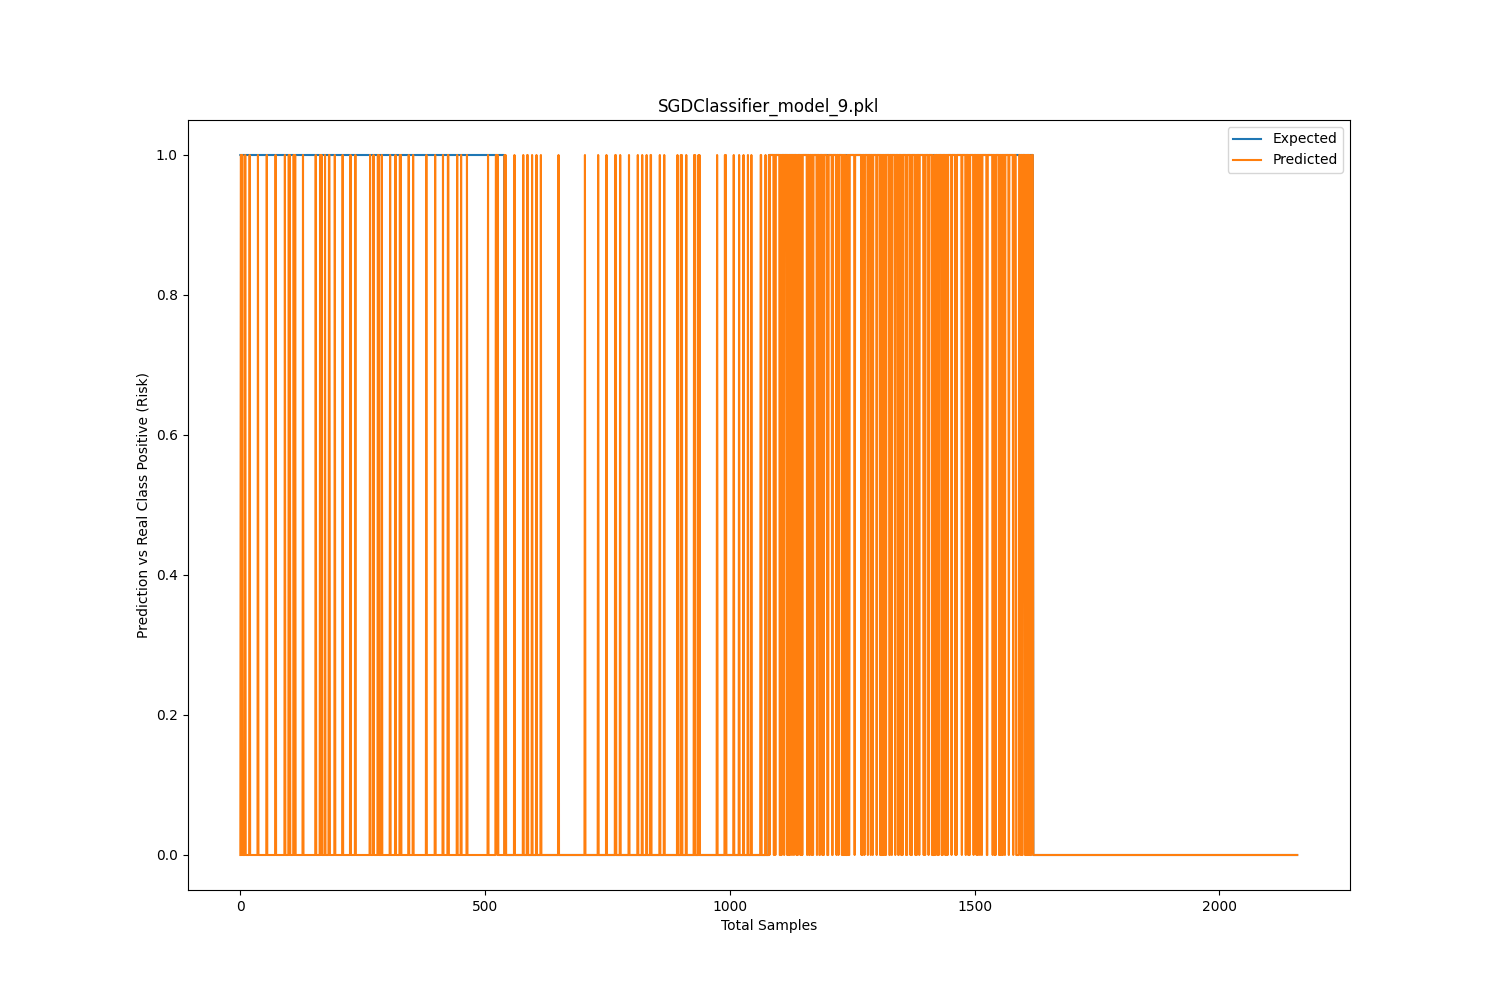 SGDClassifier_model_9.pkl
Expected
Predicted
1.0
0.8
0.6
0.4
0.2
0.0
Prediction vs Real Class Positive (Risk)
0
500
1000
1500
2000
Total Samples